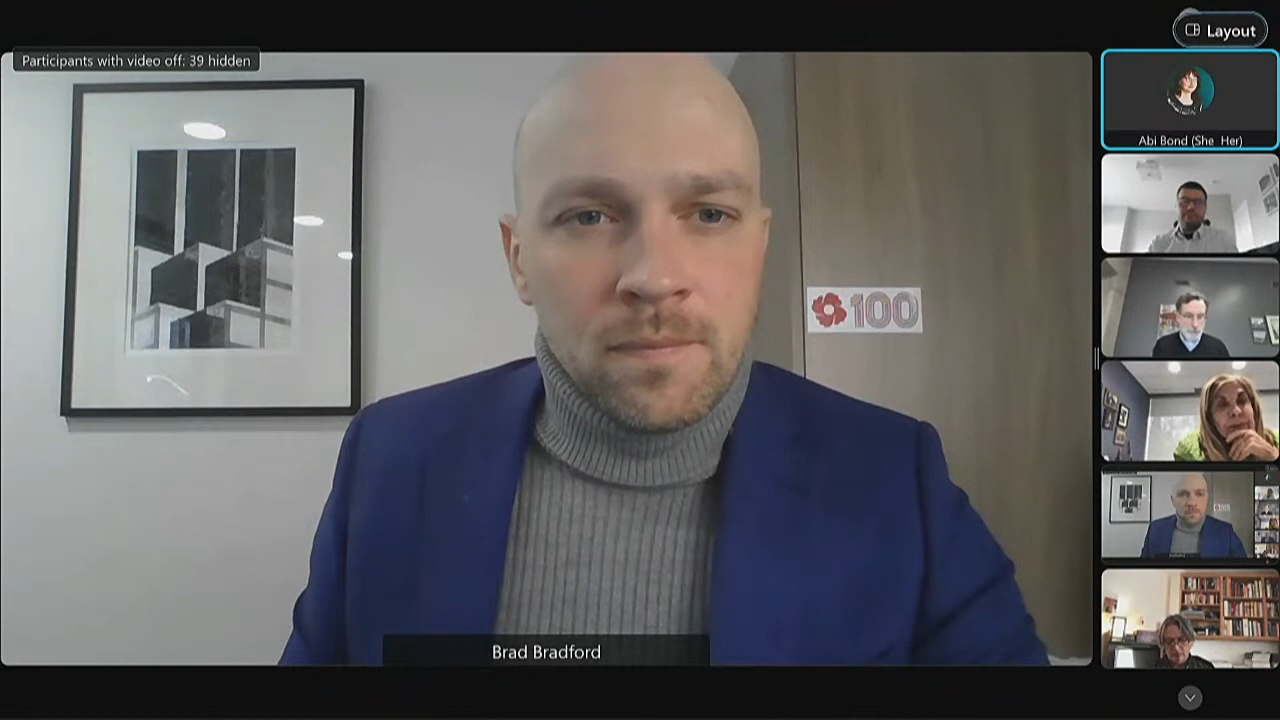 Layout
Participants with video off: 39 hidden
Abi Bond (She Her)
100
Brad Bradford